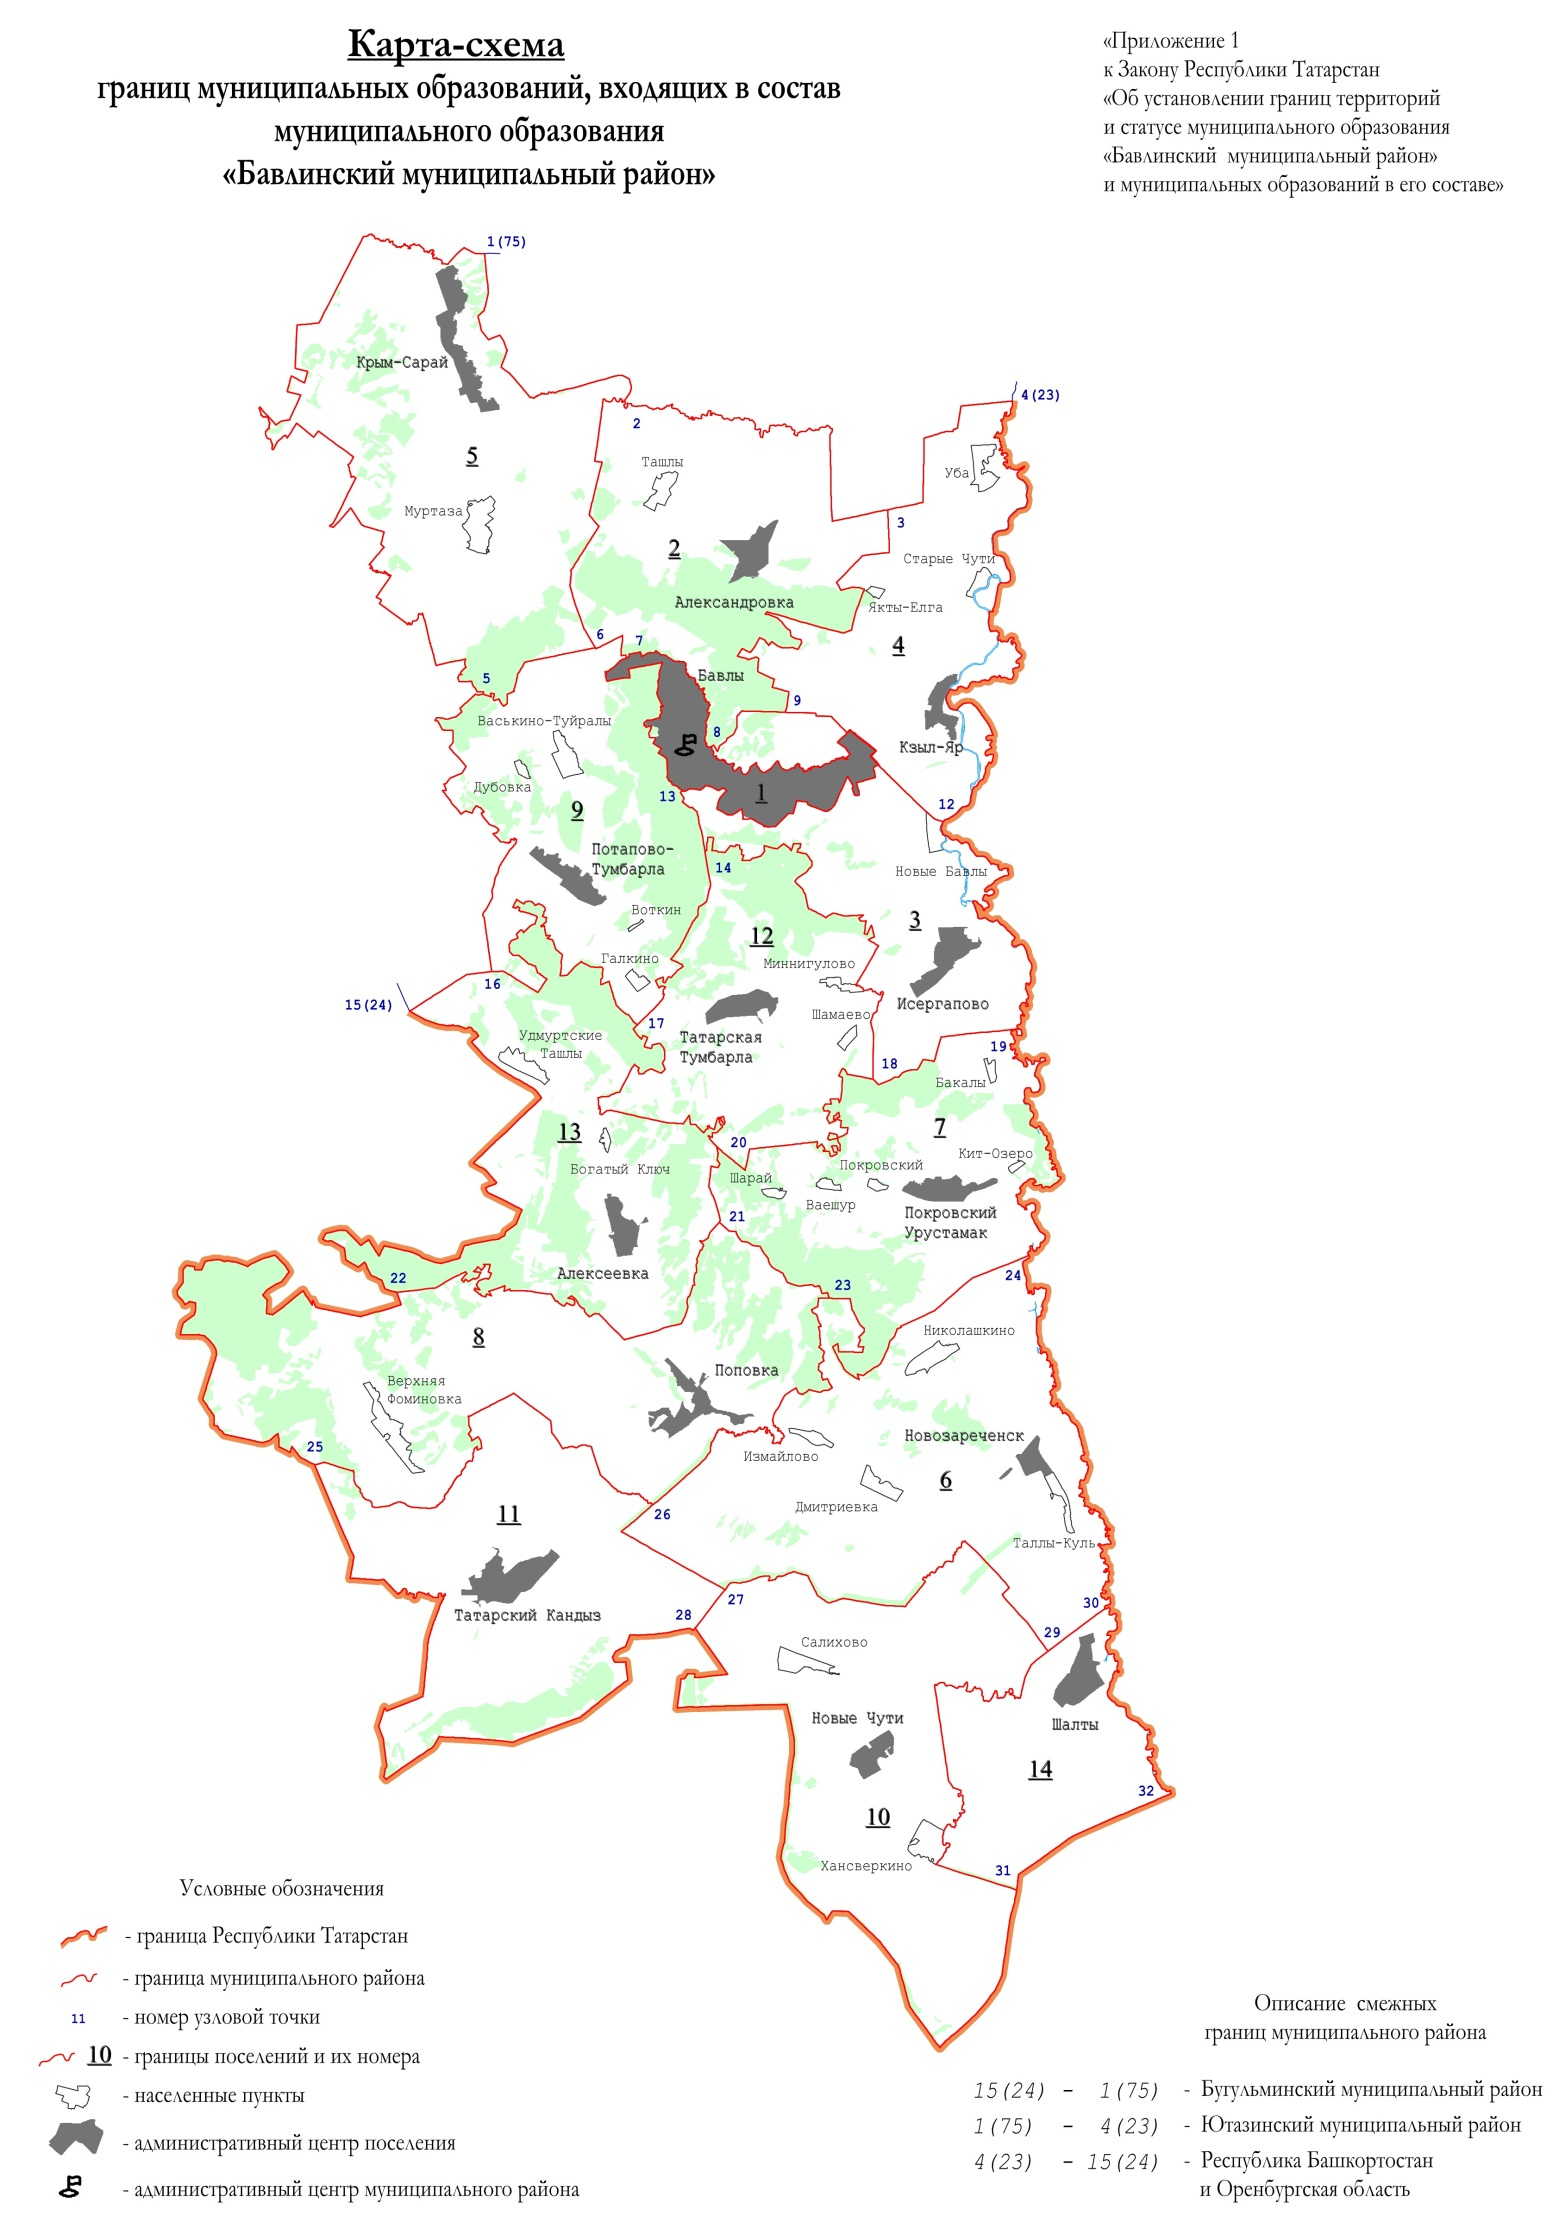 Карта-схема
границ муниципальных образований, входящих в состав
муниципального образования
«Бавлинский муниципальный район»
«Приложение 1
к Закону Республики Татарстан
«Об установлении границ территорий
и статусе муниципального образования
«Бавлинский муниципальный район»
и муниципальных образований в его составе»
1(75)
Крым-Сарай
4(23)
2
5
Ташлы
Уба
Муртаза
3
2
Старые Чути
Александровка
Якты-Елга
6
7
4
5
Бавлы
9
Васькино-Туйралы
8
Кзыл-Яр
Дубовка
13
1
12
9
Потапово-
Тумбарла
14
Новые Бавлы
Воткин
3
12
Галкино
Миннигулово
16
15(24)
Исергапово
Шамаево
17
Удмуртские
Ташлы
Татарская
Тумбарла
19
18
Бакалы
13
7
20
Богатый Ключ
Кит-Озеро
Покровский
Шарай
Ваешур
21
Покровский
Урустамак
Алексеевка
22
24
23
8
Николашкино
Поповка
Верхняя
Фоминовка
25
Новозареченск
Измайлово
6
11
26
Дмитриевка
Таллы-Куль
Татарский Кандыз
28
27
30
29
Салихово
Новые Чути
Шалты
14
32
10
Хансверкино
31
Условные обозначения
- граница Республики Татарстан
- граница муниципального района
11 - номер узловой точки
10 - границы поселений и их номера
- населенные пункты
- административный центр поселения
- административный центр муниципального района
Описание смежных
границ муниципального района
15(24) - 1(75) - Бугульминский муниципальный район
1(75) - 4(23) - Ютазинский муниципальный район
4(23) - 15(24) - Республика Башкортостан
и Оренбургская область